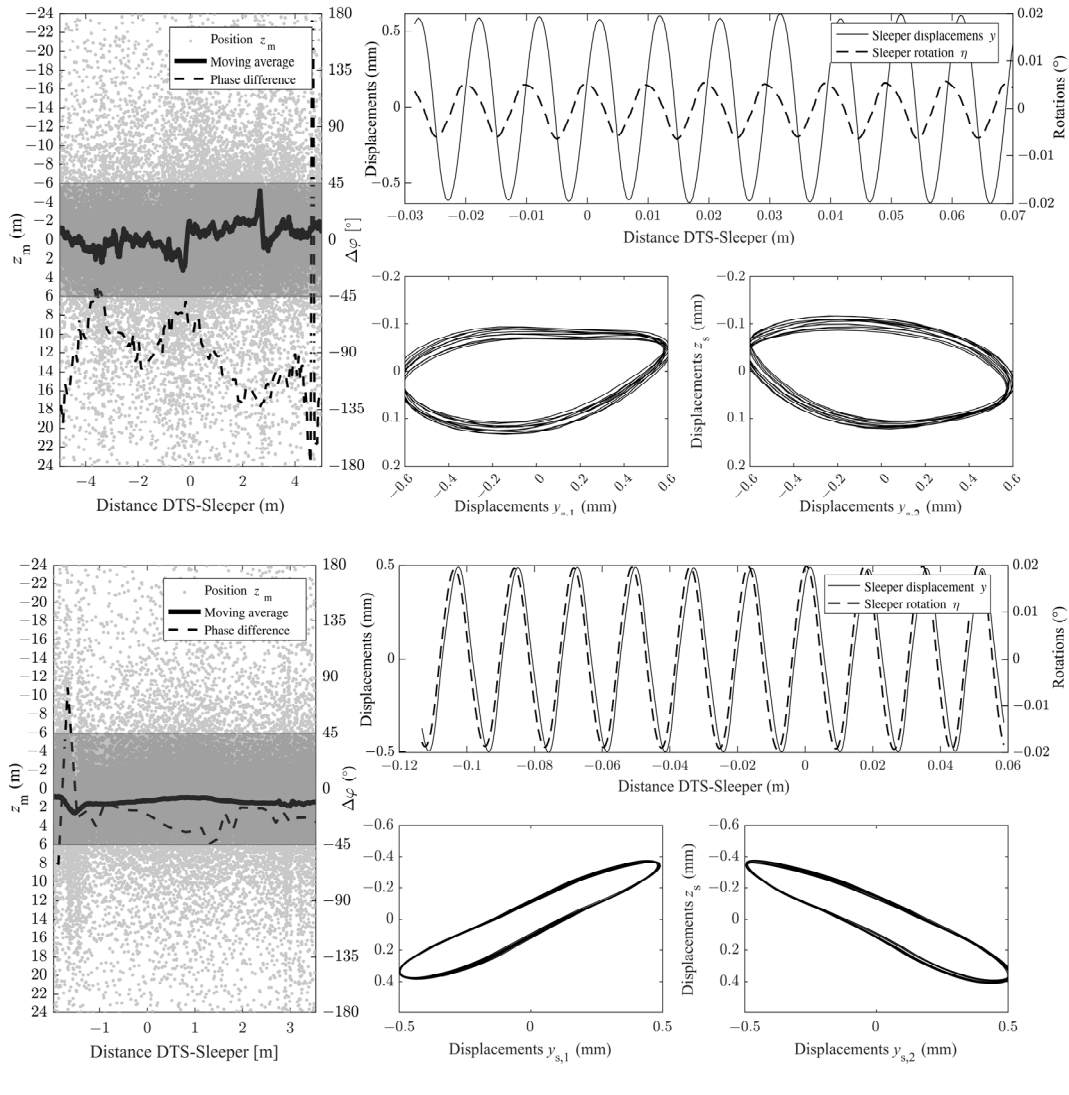 −24
−22
−20
−18
−16
−14
−12
−10
−8
−6
−4
−2
0
2
4
6
8
10
12
14
16
18
20
22
24
z m (m)
Position z m
Moving average
Phase difference
180
135
90
45
0
−45
−90
−135
−180
Δφ [°]
−4 −2 0 2 4
Distance DTS-Sleeper (m)
0.5
0
−0.5
Displacements (mm)
Sleeper displacemens y
Sleeper rotation η
0.02
0.01
0
−0.01
−0.02
Rotations (°)
−0.03 −0.02 −0.01 0 0.01 0.02 0.03 0.04 0.05 0.06 0.07
Distance DTS-Sleeper (m)
−0.2
−0.1
0
0.1
0.2
−0.6 −0.4 −0.2 0 0.2 0.4 0.6
Displacements y s,1 (mm)
Displacements z s (mm)
−0.2
−0.1
0
0.1
0.2
−0.6 −0.4 −0.2 0 0.2 0.4 0.6
Displacements y s,2 (mm)
−24
−22
−20
−18
−16
14
−12
−10
−8
−6
−4
−2
0
2
4
6
8
10
12
14
16
18
20
22
24
z m (m)
Position z m
Moving average
Phase difference
180
135
90
45
0
−45
−90
−135
−180
Δφ (°)
−1 0 1 2 3
Distance DTS-Sleeper [m]
0.5
0
−0.5
Displacements (mm)
Sleeper displacement y
Sleeper rotation η
0.02
0.01
0
−0.01
−0.02
Rotations (°)
−0.12 −0.1 −0.08 −0.06 −0.04 −0.02 0 0.02 0.04 0.06
Distance DTS-Sleeper (m)
−0.6
−0.4
−0.2
0
0.2
0.4
−0.5 0 0.5
Displacements y s,1 (mm)
Displacements z s (mm)
−0.6
−0.4
−0.2
0
0.2
0.4
−0.5 0 0.5
Displacements y s,2 (mm)